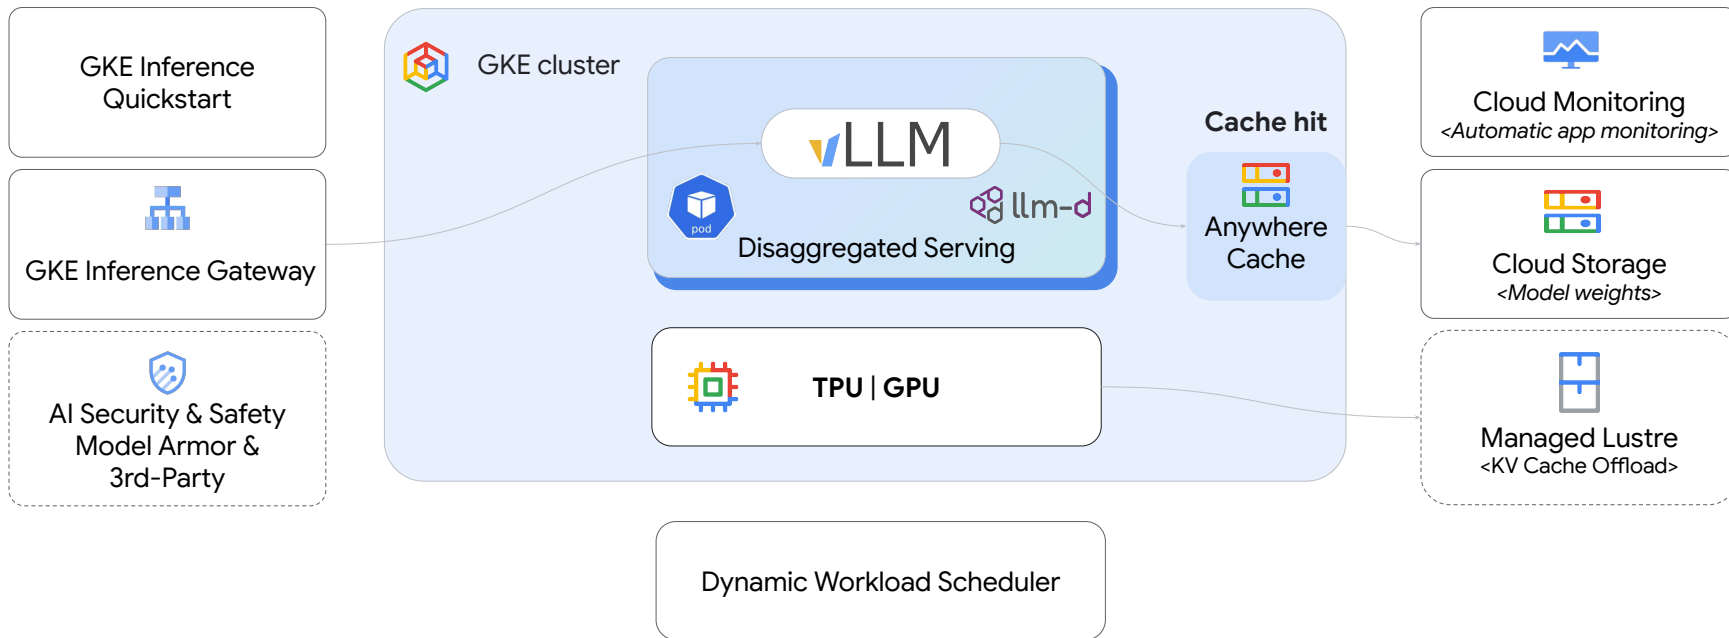 GKE Inference
Quickstart
GKE Inference Gateway
AI Security & Safety
Model Armor &
3rd-Party
GKE cluster
vLLM
pod
llm-d
Disaggregated Serving
Cache hit
Anywhere
Cache
TPU | GPU
Dynamic Workload Scheduler
Cloud Monitoring
<Automatic app monitoring>
Cloud Storage
<Model weights>
Managed Lustre
<KV Cache Offload>